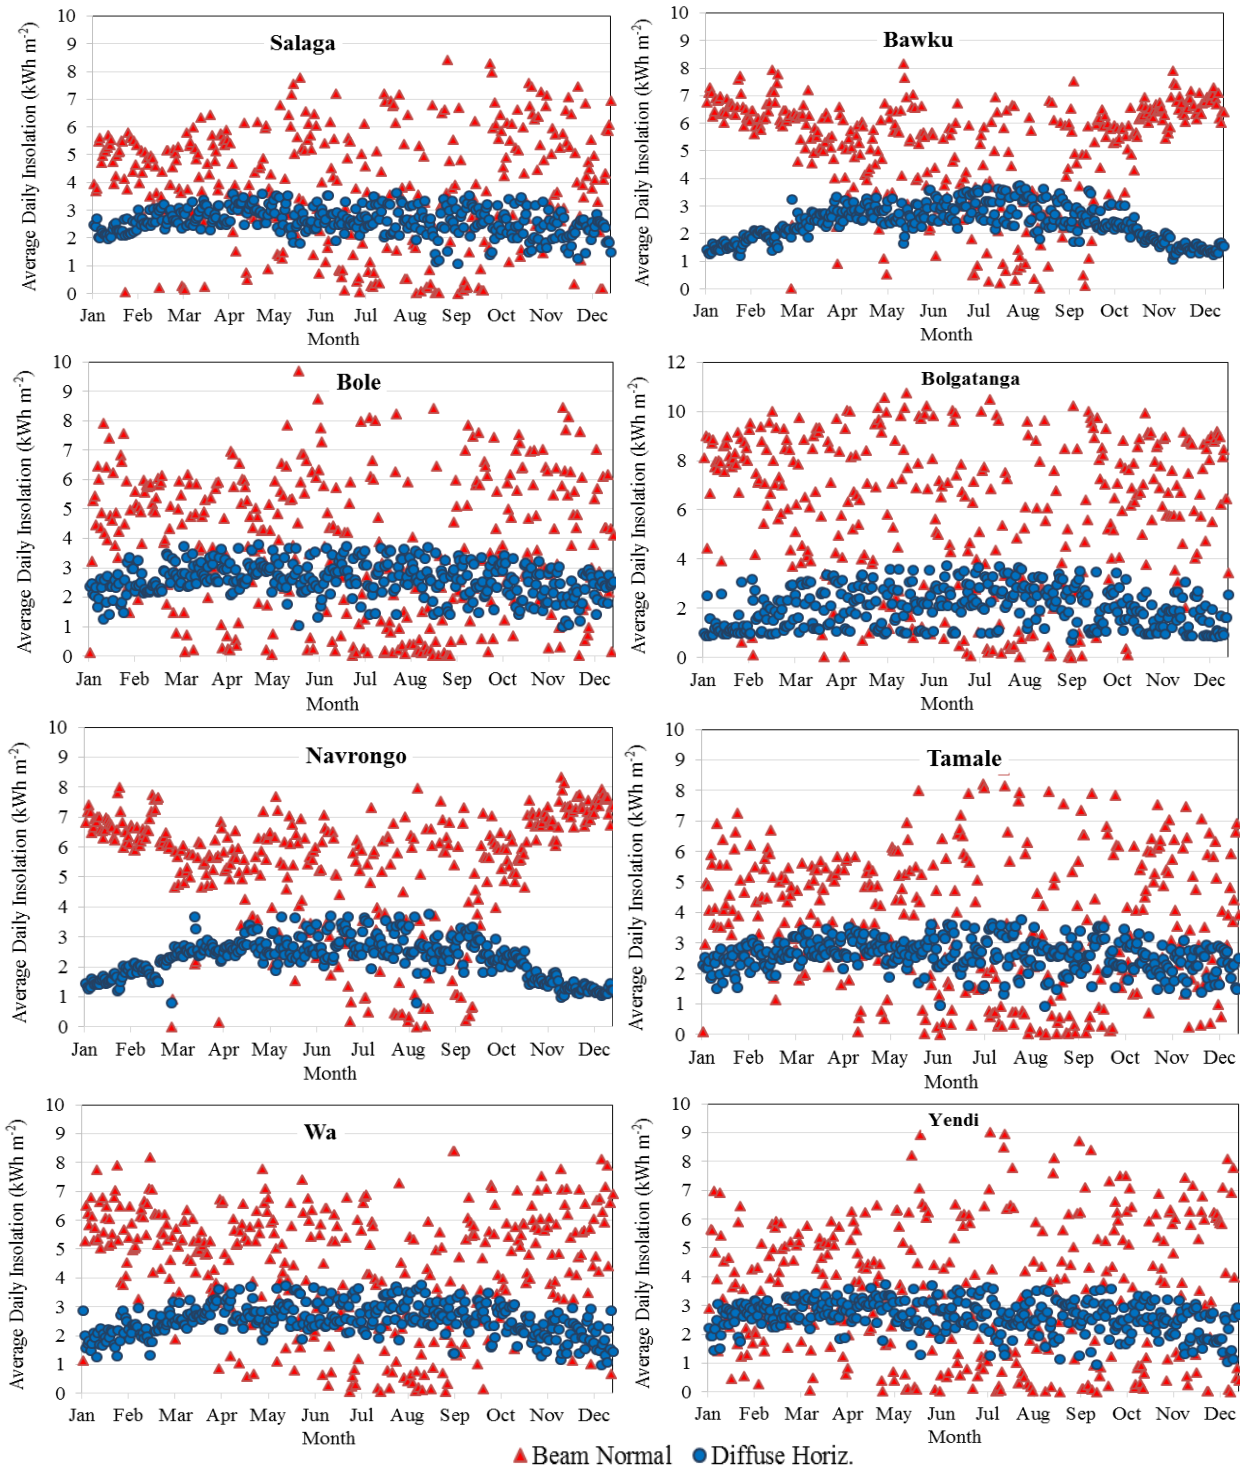 Salaga
Average Daily Insolation (kWh m-2)
10
9
8
7
6
5
4
3
2
1
0
Jan Feb Mar Apr May Jun Jul Aug Sep Oct Nov Dec
Month
Bawku
Average Daily Insolation (kWh m-2)
10
9
8
7
6
5
4
3
2
1
0
Jan Feb Mar Apr May Jun Jul Aug Sep Oct Nov Dec
Month
Bole
Average Daily Insolation (kWh m-2)
10
9
8
7
6
5
4
3
2
1
0
Jan Feb Mar Apr May Jun Jul Aug Sep Oct Nov Dec
Month
Bolgatanga
Average Daily Insolation (kWh m-2)
12
10
8
6
4
2
0
Jan Feb Mar Apr May Jun Jul Aug Sep Oct Nov Dec
Month
Navrongo
Average Daily Insolation (kWh m-2)
10
9
8
7
6
5
4
3
2
1
0
Jan Feb Mar Apr May Jun Jul Aug Sep Oct Nov Dec
Month
Tamale
Average Daily Insolation (kWh m-2)
10
9
8
7
6
5
4
3
2
1
0
Jan Feb Mar Apr May Jun Jul Aug Sep Oct Nov Dec
Month
Wa
Average Daily Insolation (kWh m-2)
10
9
8
7
6
5
4
3
2
1
0
Jan Feb Mar Apr May Jun Jul Aug Sep Oct Nov Dec
Month
Yendi
Average Daily Insolation (kWh m-2)
10
9
8
7
6
5
4
3
2
1
0
Jan Feb Mar Apr May Jun Jul Aug Sep Oct Nov Dec
Month
Beam Normal Diffuse Horiz.